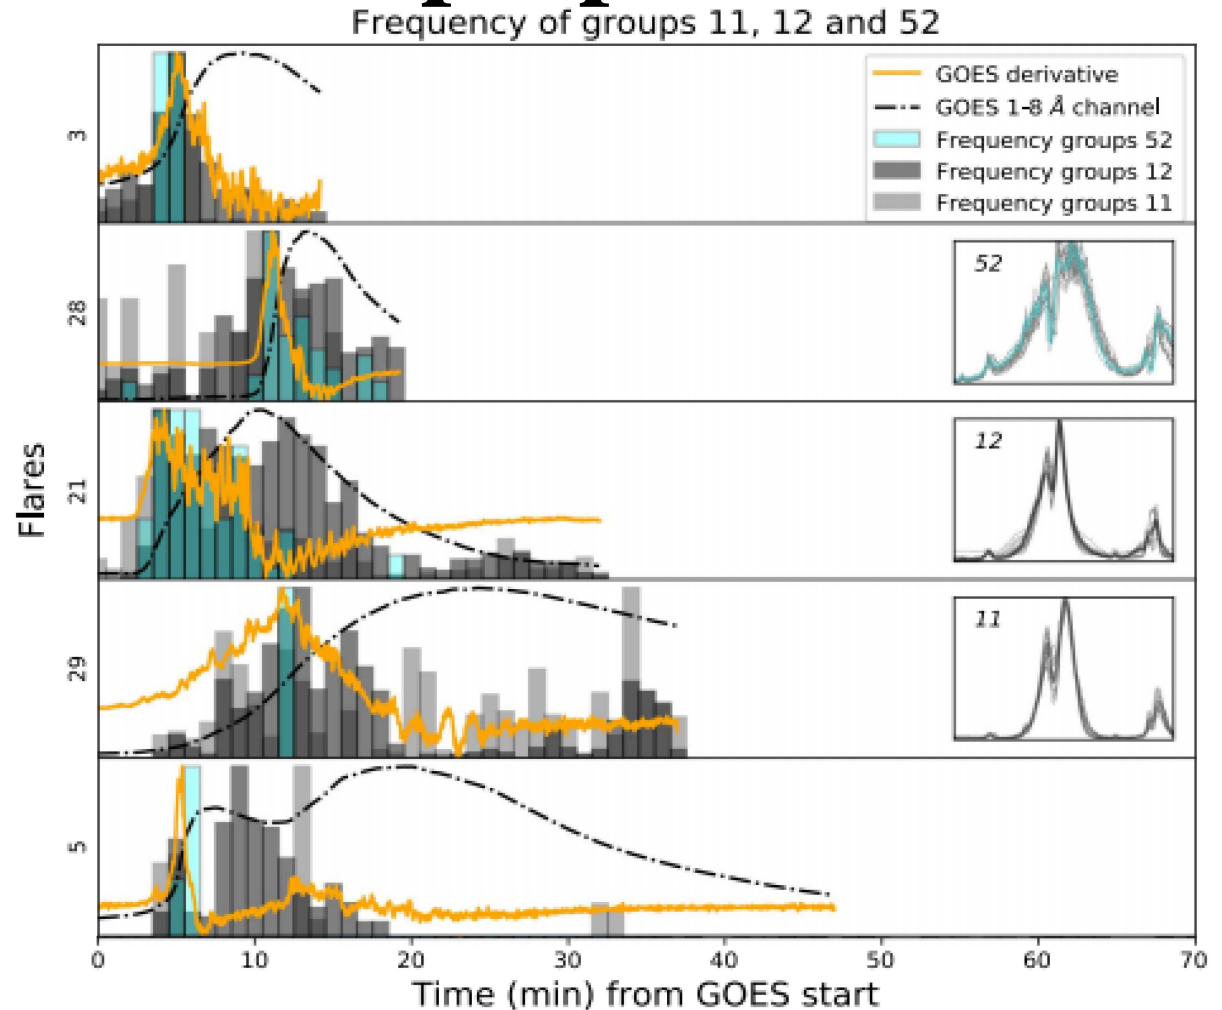 Frequency of groups 11, 12 and 52
GOES derivative
GOES 1-8 Å channel
Frequency groups 52
Frequency groups 12
Frequency groups 11
Flares
3
28
21
29
5
52
12
11
0 10 20 30 40 50 60 70
Time (min) from GOES start